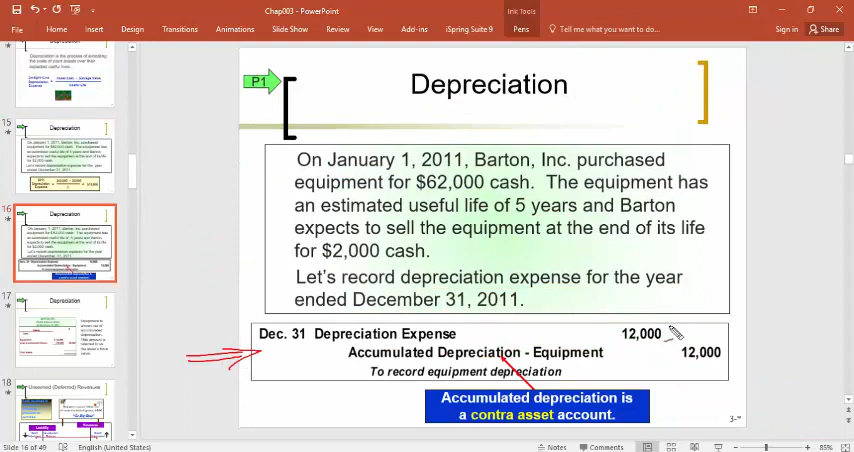 Chap003 - PowerPoint
Ink Tools
Sign in
Share
File
Home
Insert
Design
Transitions
Animations
Slide Show
Review
View
Add-ins
Acrobat
iSpring Suite 9
Pens
Tell me what you want to do...
15
Depreciation
16
Depreciation
17
Depreciation
18
Unearned (Deferred) Revenues
P1
Depreciation
On January 1, 2011, Barton, Inc. purchased
equipment for $62,000 cash. The equipment has
an estimated useful life of 5 years and Barton
expects to sell the equipment at the end of its life
for $2,000 cash.
Let's record depreciation expense for the year
ended December 31, 2011.
Dec. 31 Depreciation Expense 12,000
Accumulated Depreciation - Equipment 12,000
To record equipment depreciation
Accumulated depreciation is
a contra asset account.
3-*
Slide 16 of 49
English (United States)
Notes
Comments
85%